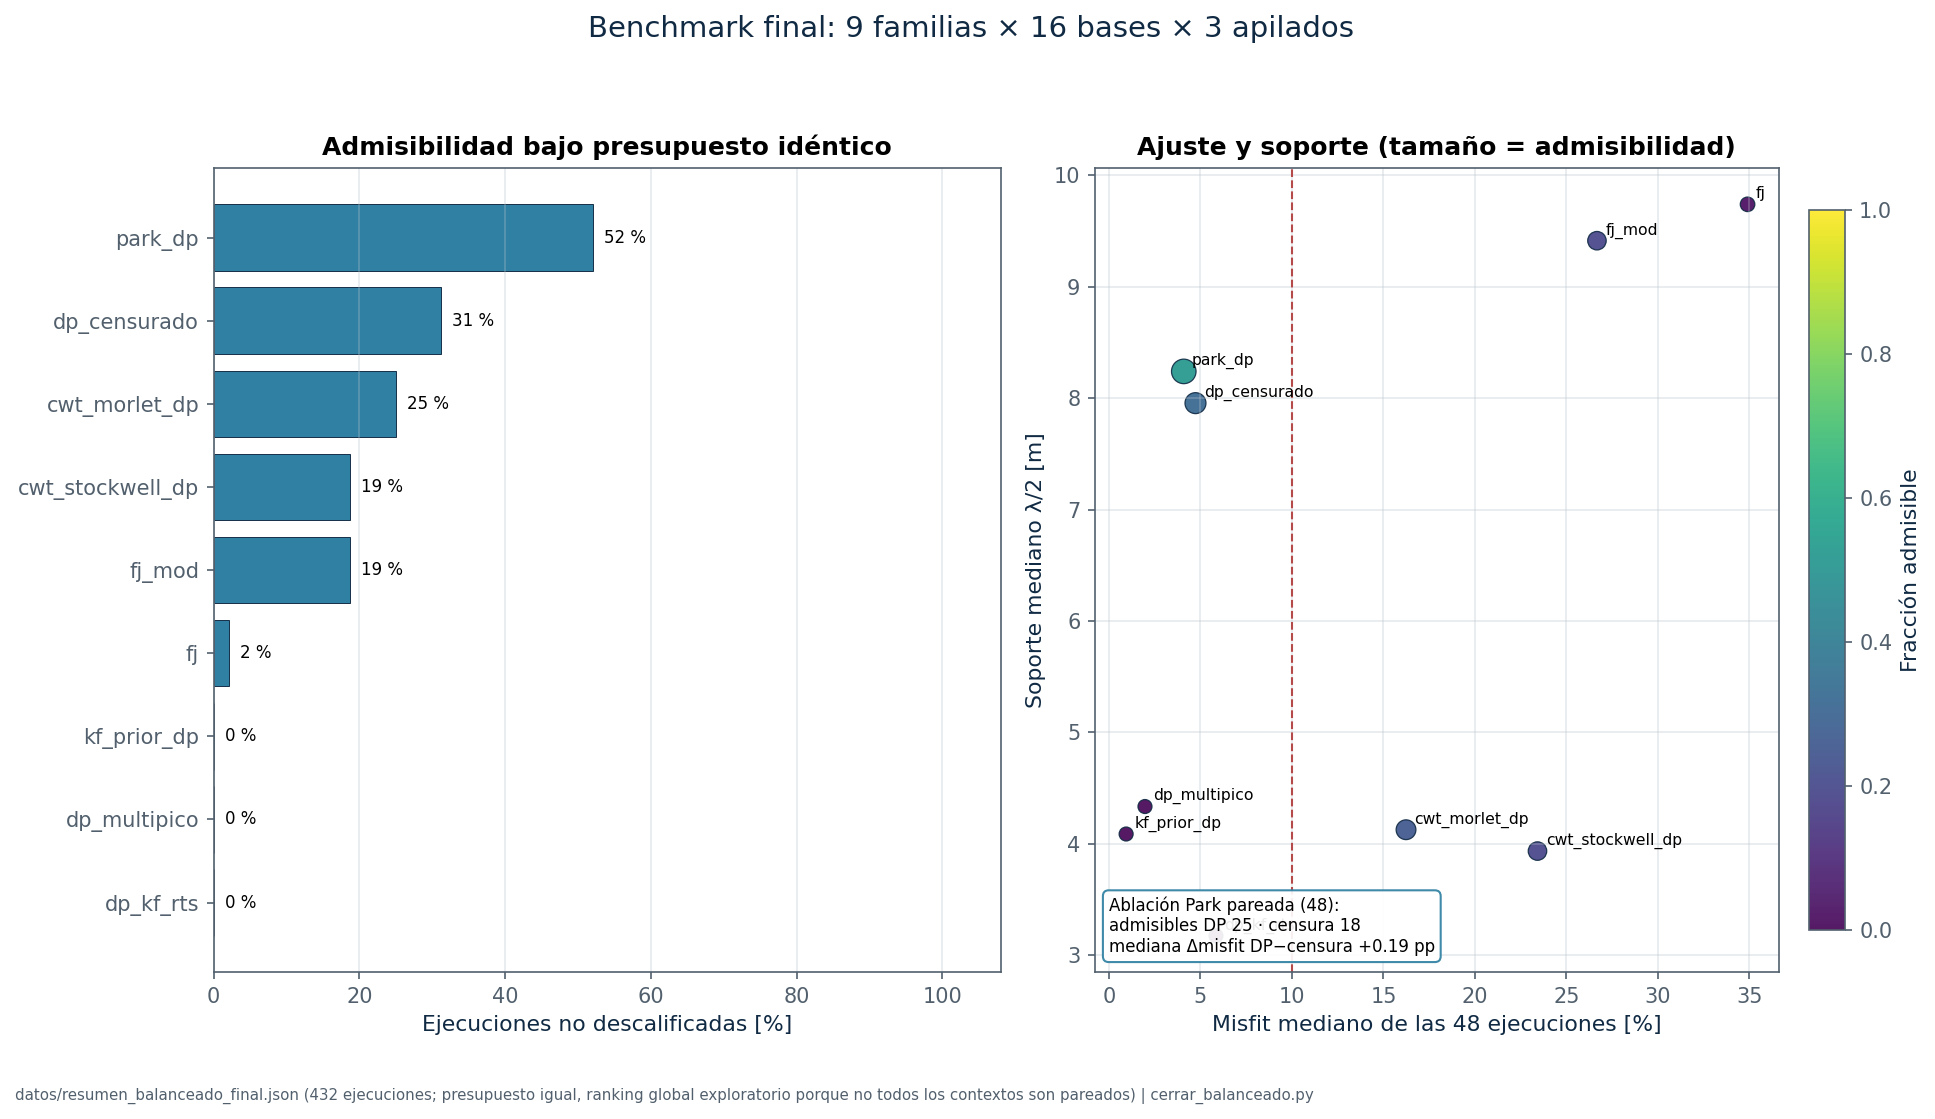 Benchmark final: 9 familias × 16 bases × 3 apilados
Admisibilidad bajo presupuesto idéntico
park_dp
52 %
dp_censurado
31 %
cwt_morlet_dp
25 %
cwt_stockwell_dp
19 %
fj_mod
19 %
fj
2 %
kf_prior_dp
0 %
dp_multipico
0 %
dp_kf_rts
0 %
0 20 40 60 80 100
Ejecuciones no descalificadas [%]
Ajuste y soporte (tamaño = admisibilidad)
Soporte mediano λ/2 [m]
10
9
8
7
6
5
4
3
fj
fj_mod
park_dp
dp_censurado
dp_multipico
kf_prior_dp
cwt_morlet_dp
cwt_stockwell_dp
Ablación Park pareada (48):
admisibles DP 25 · censura 18
mediana Δmisfit DP−censura +0.19 pp
0 5 10 15 20 25 30 35
Misfit mediano de las 48 ejecuciones [%]
1.0
0.8
0.6
0.4
0.2
0.0
Fracción admisible
datos/resumen_balanceado_final.json (432 ejecuciones; presupuesto igual, ranking global exploratorio porque no todos los contextos son pareados) | cerrar_balanceado.py